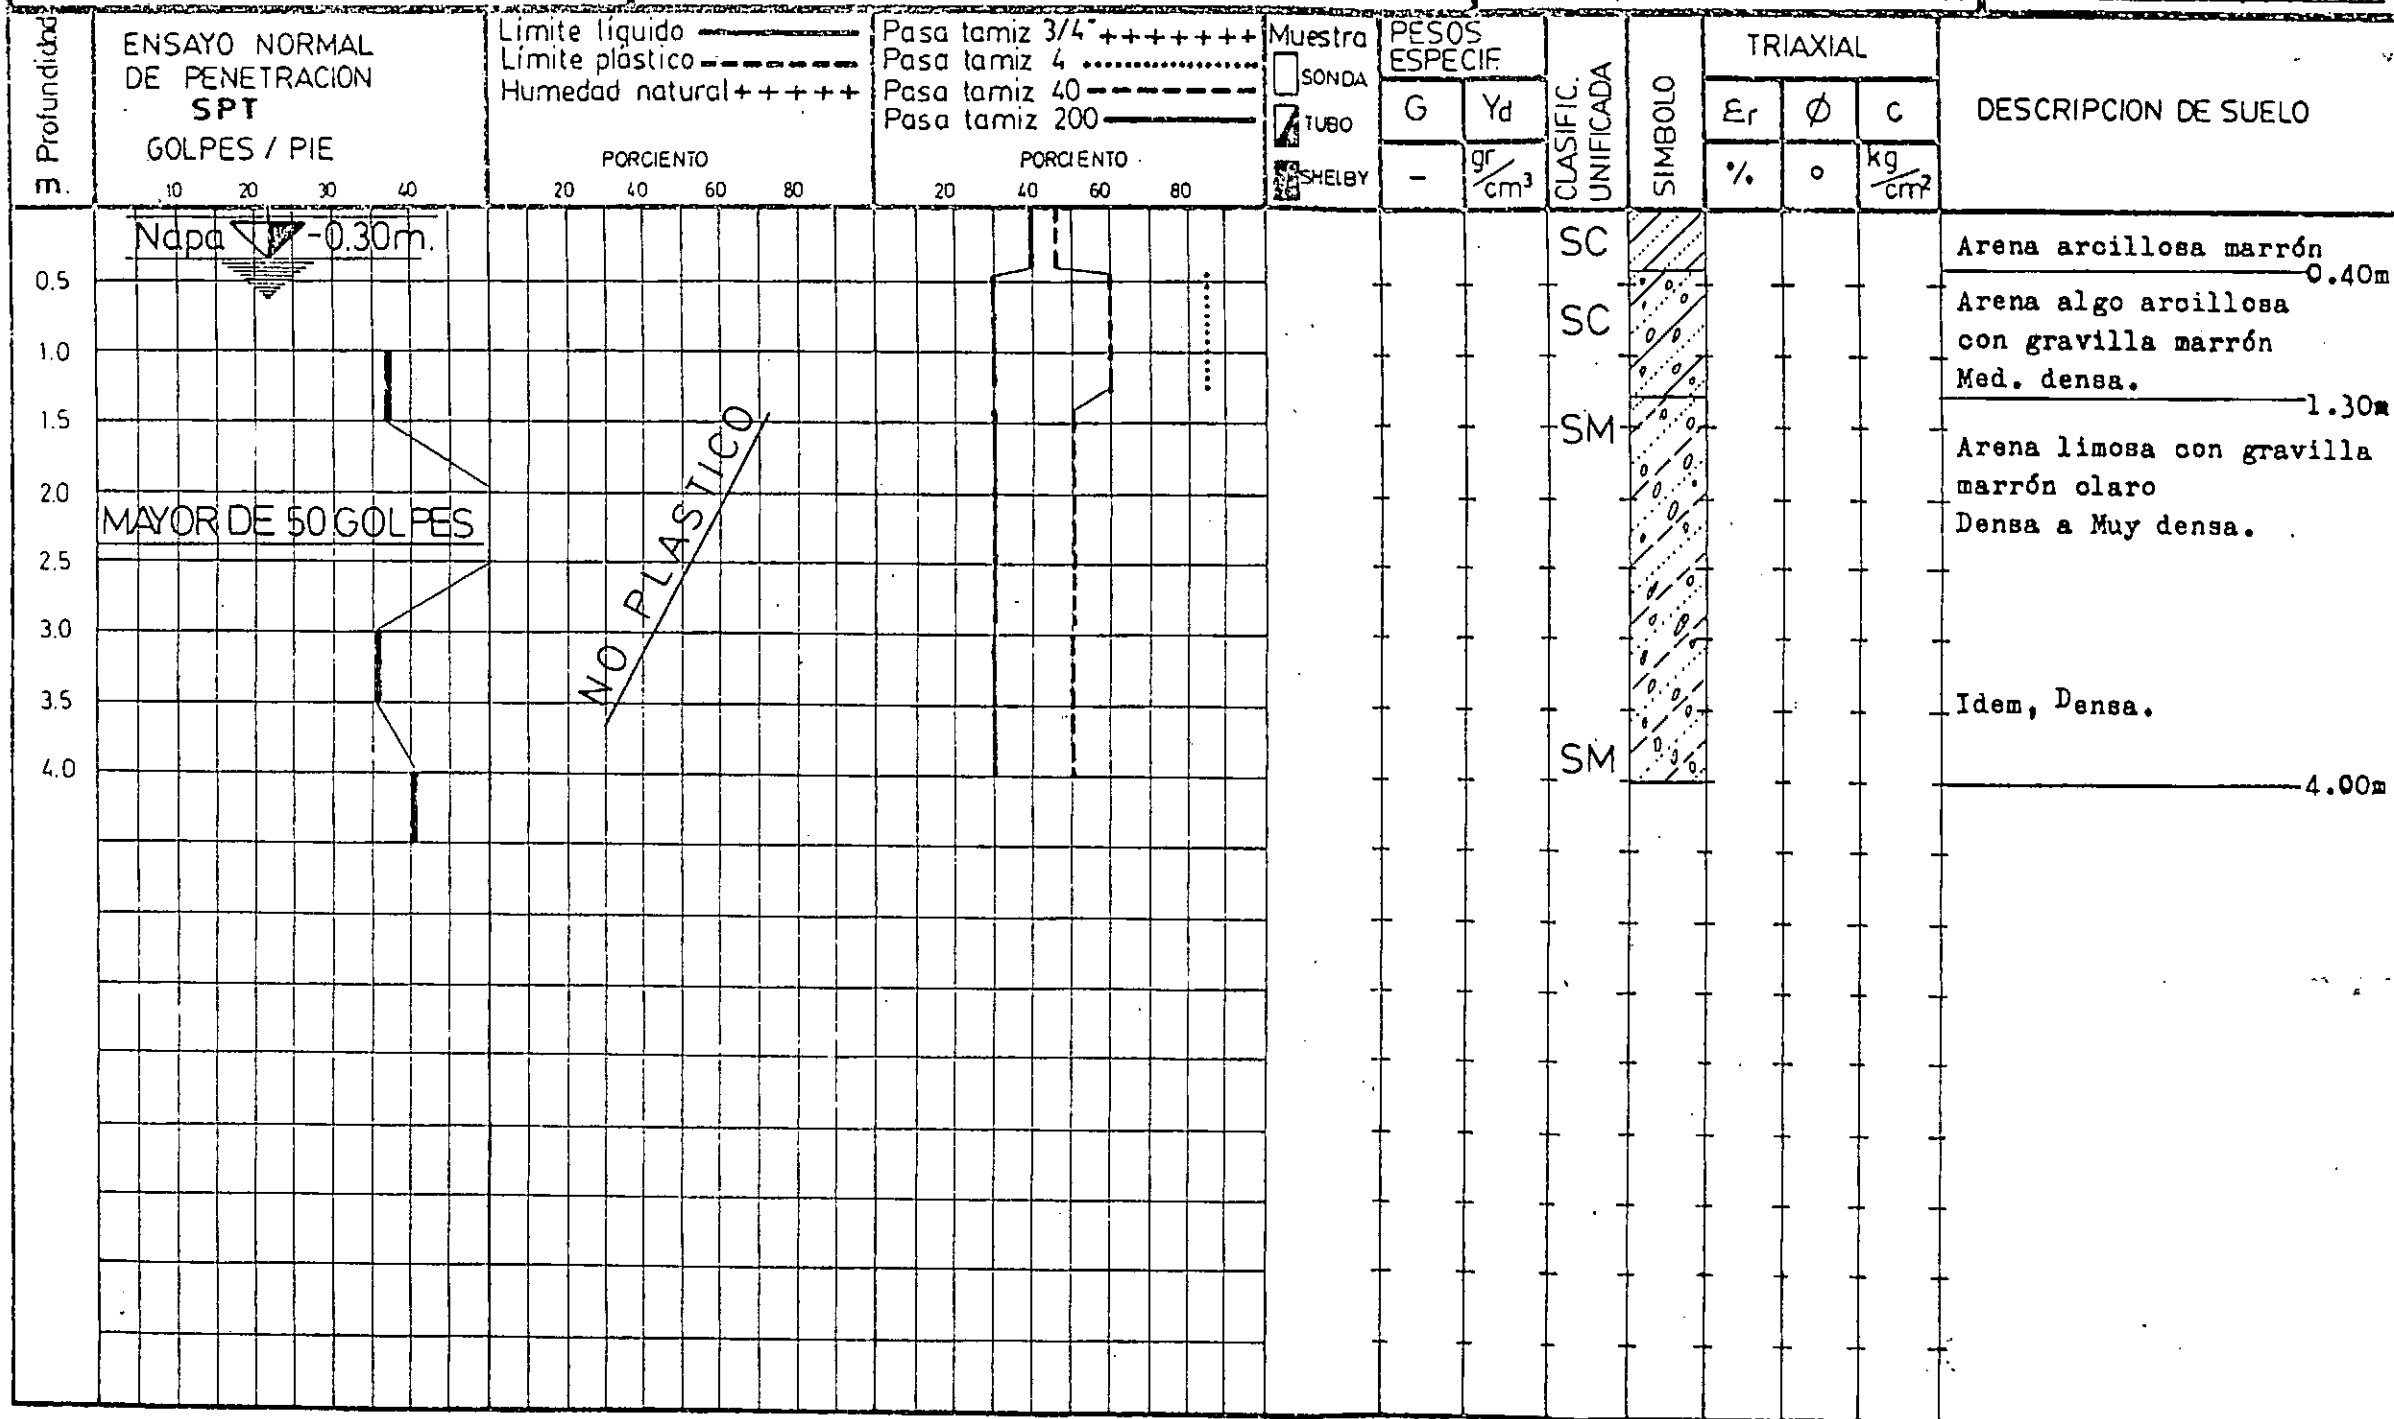 m. Profundidad
ENSAYO NORMAL
DE PENETRACION
SPT
GOLPES / PIE
10 20 30 40
Límite líquido
Límite plástico
Humedad natural +++++
PORCIENTO
20 40 60 80
Pasa tamiz 3/4" +++++++
Pasa tamiz 4
Pasa tamiz 40
Pasa tamiz 200
PORCIENTO
20 40 60 80
Muestra
SONDA
TUBO
SHELBY
PESOS
ESPECIF.
G Yd
- gr/cm³
CLASIFIC.
UNIFICADA
SIMBOLO
TRIAXIAL
Er Ø c
% ° kg/cm²
DESCRIPCION DE SUELO
Napa -0.30m.
SC
Arena arcillosa marrón
0.40m
0.5
SC
Arena algo arcillosa
con gravilla marrón
Med. densa.
1.0
1.30m
1.5
SM
Arena limosa con gravilla
marrón claro
Densa a Muy densa.
2.0
MAYOR DE 50 GOLPES
2.5
NO PLASTICO
3.0
3.5
Idem, Densa.
SM
4.0
4.00m